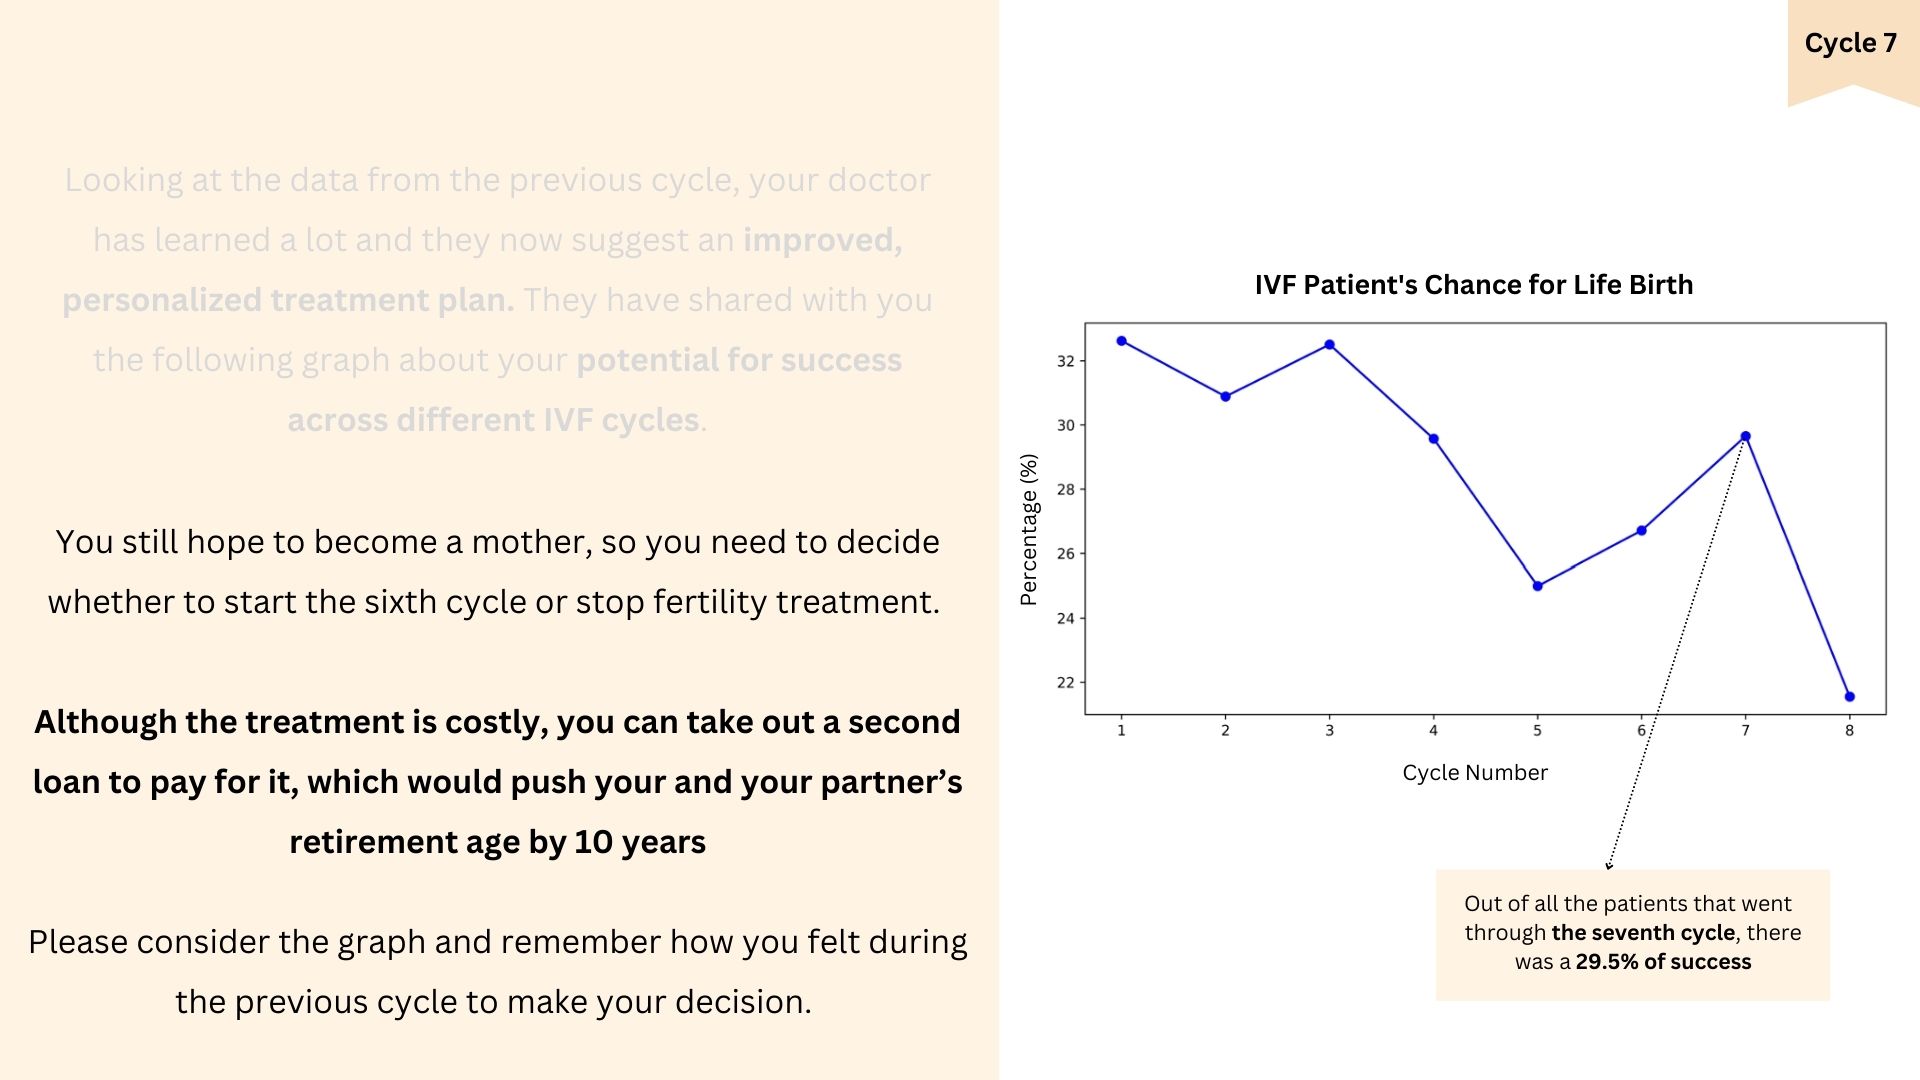 Cycle 7
Looking at the data from the previous cycle, your doctor
has learned a lot and they now suggest an improved,
personalized treatment plan. They have shared with you
the following graph about your potential for success
across different IVF cycles.
You still hope to become a mother, so you need to decide
whether to start the sixth cycle or stop fertility treatment.
Although the treatment is costly, you can take out a second
loan to pay for it, which would push your and your partner’s
retirement age by 10 years
Please consider the graph and remember how you felt during
the previous cycle to make your decision.
IVF Patient's Chance for Life Birth
Percentage (%)
32
30
28
26
24
22
1 2 3 4 5 6 7 8
Cycle Number
Out of all the patients that went
through the seventh cycle, there
was a 29.5% of success